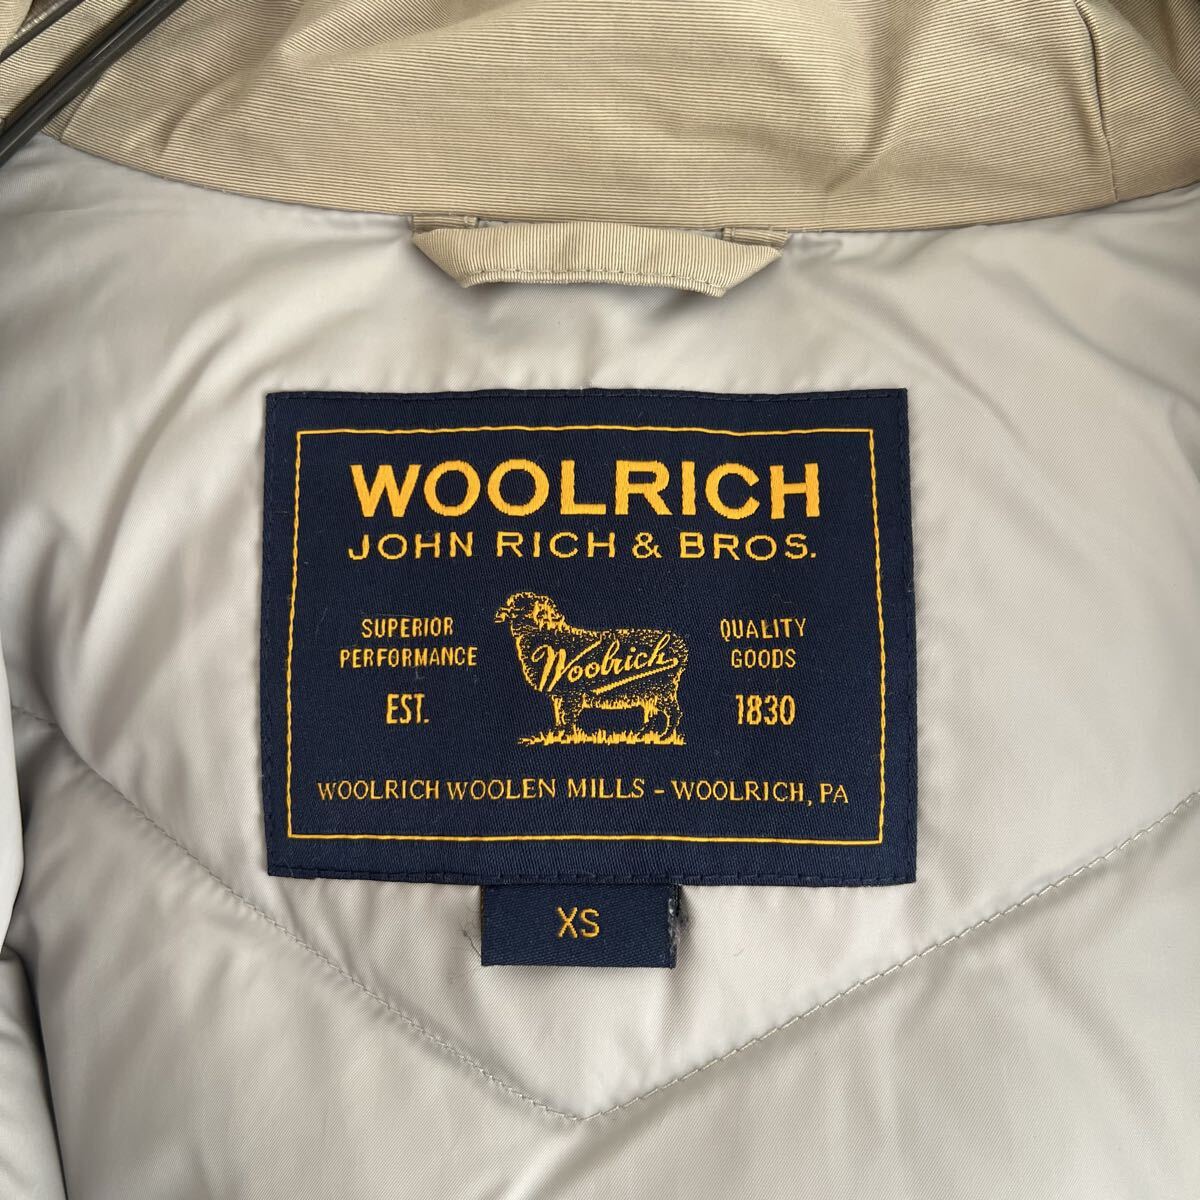 WOOLRICH
JOHN RICH & BROS.
SUPERIOR
PERFORMANCE
EST.
Woolrich
QUALITY
GOODS
1830
WOOLRICH WOOLEN MILLS - WOOLRICH, PA
XS